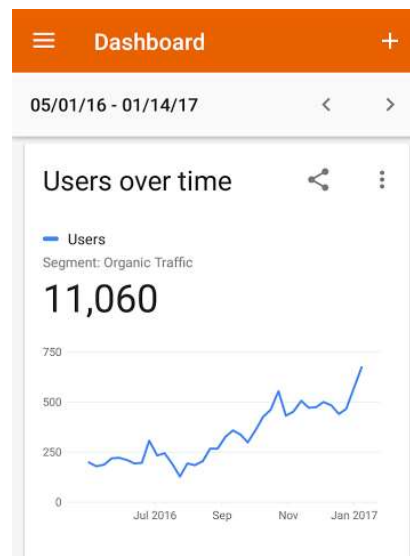 Dashboard
05/01/16 - 01/14/17
Users over time
Users
Segment: Organic Traffic
11,060
750
500
250
0
Jul 2016 Sep Nov Jan 2017